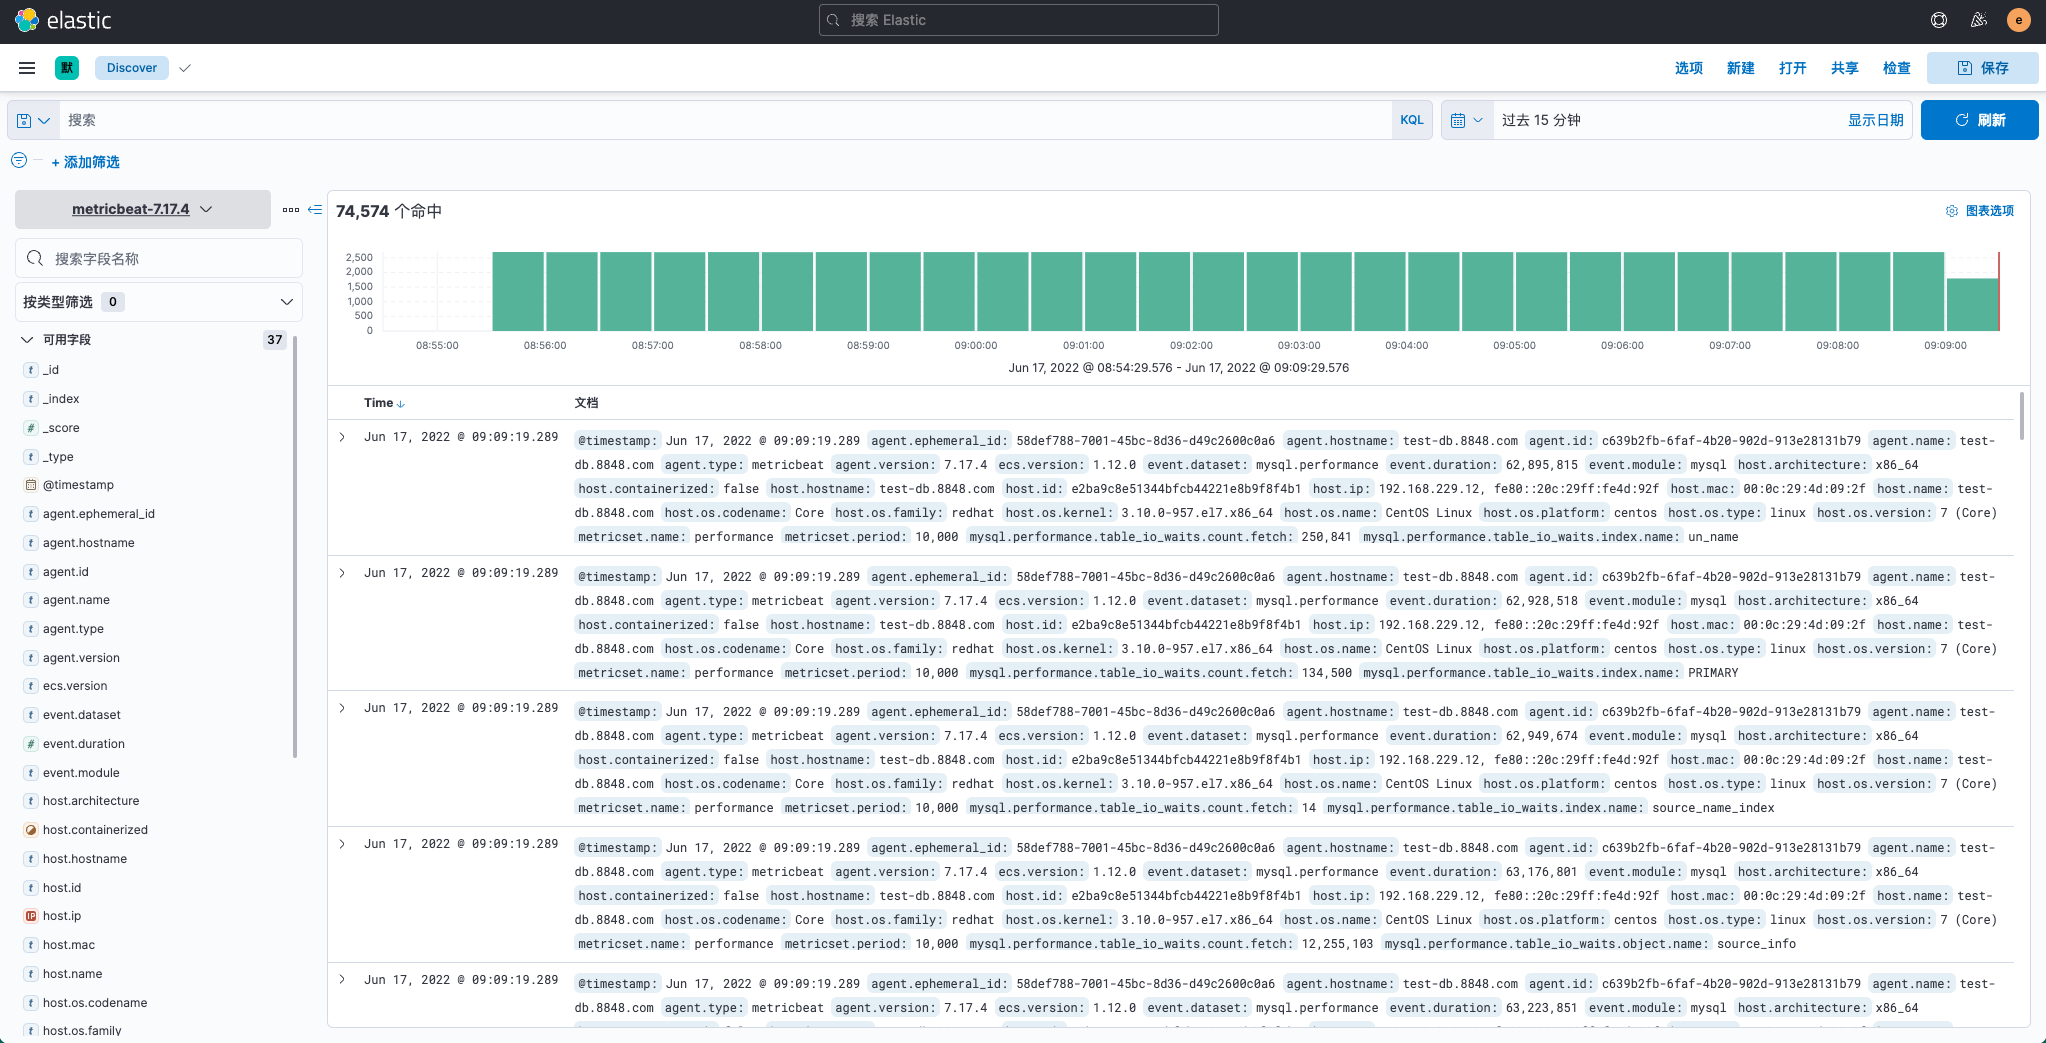 elastic
搜索 Elastic
e
默
Discover
选项 新建 打开 共享 检查 保存
搜索
KQL
过去 15 分钟
显示日期
刷新
+ 添加筛选
metricbeat-7.17.4
搜索字段名称
按类型筛选 0
可用字段 37
t _id
t _index
# _score
t _type
@timestamp
t agent.ephemeral_id
t agent.hostname
t agent.id
t agent.name
t agent.type
t agent.version
t ecs.version
t event.dataset
# event.duration
t event.module
t host.architecture
host.containerized
t host.hostname
t host.id
IP host.ip
t host.mac
t host.name
t host.os.codename
t host.os.family
74,574 个命中
图表选项
2,500
2,000
1,500
1,000
500
0
08:55:00 08:56:00 08:57:00 08:58:00 08:59:00 09:00:00 09:01:00 09:02:00 09:03:00 09:04:00 09:05:00 09:06:00 09:07:00 09:08:00 09:09:00
Jun 17, 2022 @ 08:54:29.576 - Jun 17, 2022 @ 09:09:29.576
Time 文档
Jun 17, 2022 @ 09:09:19.289
@timestamp: Jun 17, 2022 @ 09:09:19.289 agent.ephemeral_id: 58def788-7001-45bc-8d36-d49c2600c0a6 agent.hostname: test-db.8848.com agent.id: c639b2fb-6faf-4b20-902d-913e28131b79 agent.name: test-
db.8848.com agent.type: metricbeat agent.version: 7.17.4 ecs.version: 1.12.0 event.dataset: mysql.performance event.duration: 62,895,815 event.module: mysql host.architecture: x86_64
host.containerized: false host.hostname: test-db.8848.com host.id: e2ba9c8e51344bfcb44221e8b9f8f4b1 host.ip: 192.168.229.12, fe80::20c:29ff:fe4d:92f host.mac: 00:0c:29:4d:09:2f host.name: test-
db.8848.com host.os.codename: Core host.os.family: redhat host.os.kernel: 3.10.0-957.el7.x86_64 host.os.name: CentOS Linux host.os.platform: centos host.os.type: linux host.os.version: 7 (Core)
metricset.name: performance metricset.period: 10,000 mysql.performance.table_io_waits.count.fetch: 250,841 mysql.performance.table_io_waits.index.name: un_name
Jun 17, 2022 @ 09:09:19.289
@timestamp: Jun 17, 2022 @ 09:09:19.289 agent.ephemeral_id: 58def788-7001-45bc-8d36-d49c2600c0a6 agent.hostname: test-db.8848.com agent.id: c639b2fb-6faf-4b20-902d-913e28131b79 agent.name: test-
db.8848.com agent.type: metricbeat agent.version: 7.17.4 ecs.version: 1.12.0 event.dataset: mysql.performance event.duration: 62,928,518 event.module: mysql host.architecture: x86_64
host.containerized: false host.hostname: test-db.8848.com host.id: e2ba9c8e51344bfcb44221e8b9f8f4b1 host.ip: 192.168.229.12, fe80::20c:29ff:fe4d:92f host.mac: 00:0c:29:4d:09:2f host.name: test-
db.8848.com host.os.codename: Core host.os.family: redhat host.os.kernel: 3.10.0-957.el7.x86_64 host.os.name: CentOS Linux host.os.platform: centos host.os.type: linux host.os.version: 7 (Core)
metricset.name: performance metricset.period: 10,000 mysql.performance.table_io_waits.count.fetch: 134,500 mysql.performance.table_io_waits.index.name: PRIMARY
Jun 17, 2022 @ 09:09:19.289
@timestamp: Jun 17, 2022 @ 09:09:19.289 agent.ephemeral_id: 58def788-7001-45bc-8d36-d49c2600c0a6 agent.hostname: test-db.8848.com agent.id: c639b2fb-6faf-4b20-902d-913e28131b79 agent.name: test-
db.8848.com agent.type: metricbeat agent.version: 7.17.4 ecs.version: 1.12.0 event.dataset: mysql.performance event.duration: 62,949,674 event.module: mysql host.architecture: x86_64
host.containerized: false host.hostname: test-db.8848.com host.id: e2ba9c8e51344bfcb44221e8b9f8f4b1 host.ip: 192.168.229.12, fe80::20c:29ff:fe4d:92f host.mac: 00:0c:29:4d:09:2f host.name: test-
db.8848.com host.os.codename: Core host.os.family: redhat host.os.kernel: 3.10.0-957.el7.x86_64 host.os.name: CentOS Linux host.os.platform: centos host.os.type: linux host.os.version: 7 (Core)
metricset.name: performance metricset.period: 10,000 mysql.performance.table_io_waits.count.fetch: 14 mysql.performance.table_io_waits.index.name: source_name_index
Jun 17, 2022 @ 09:09:19.289
@timestamp: Jun 17, 2022 @ 09:09:19.289 agent.ephemeral_id: 58def788-7001-45bc-8d36-d49c2600c0a6 agent.hostname: test-db.8848.com agent.id: c639b2fb-6faf-4b20-902d-913e28131b79 agent.name: test-
db.8848.com agent.type: metricbeat agent.version: 7.17.4 ecs.version: 1.12.0 event.dataset: mysql.performance event.duration: 63,176,801 event.module: mysql host.architecture: x86_64
host.containerized: false host.hostname: test-db.8848.com host.id: e2ba9c8e51344bfcb44221e8b9f8f4b1 host.ip: 192.168.229.12, fe80::20c:29ff:fe4d:92f host.mac: 00:0c:29:4d:09:2f host.name: test-
db.8848.com host.os.codename: Core host.os.family: redhat host.os.kernel: 3.10.0-957.el7.x86_64 host.os.name: CentOS Linux host.os.platform: centos host.os.type: linux host.os.version: 7 (Core)
metricset.name: performance metricset.period: 10,000 mysql.performance.table_io_waits.count.fetch: 12,255,103 mysql.performance.table_io_waits.object.name: source_info
Jun 17, 2022 @ 09:09:19.289
@timestamp: Jun 17, 2022 @ 09:09:19.289 agent.ephemeral_id: 58def788-7001-45bc-8d36-d49c2600c0a6 agent.hostname: test-db.8848.com agent.id: c639b2fb-6faf-4b20-902d-913e28131b79 agent.name: test-
db.8848.com agent.type: metricbeat agent.version: 7.17.4 ecs.version: 1.12.0 event.dataset: mysql.performance event.duration: 63,223,851 event.module: mysql host.architecture: x86_64